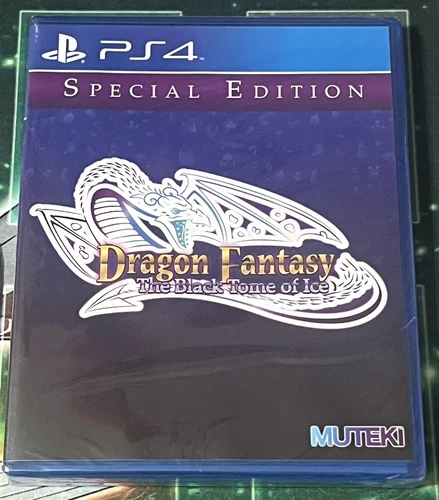 PS4
SPECIAL EDITION
Dragon Fantasy
The Black Tome of Ice
MUTEKI